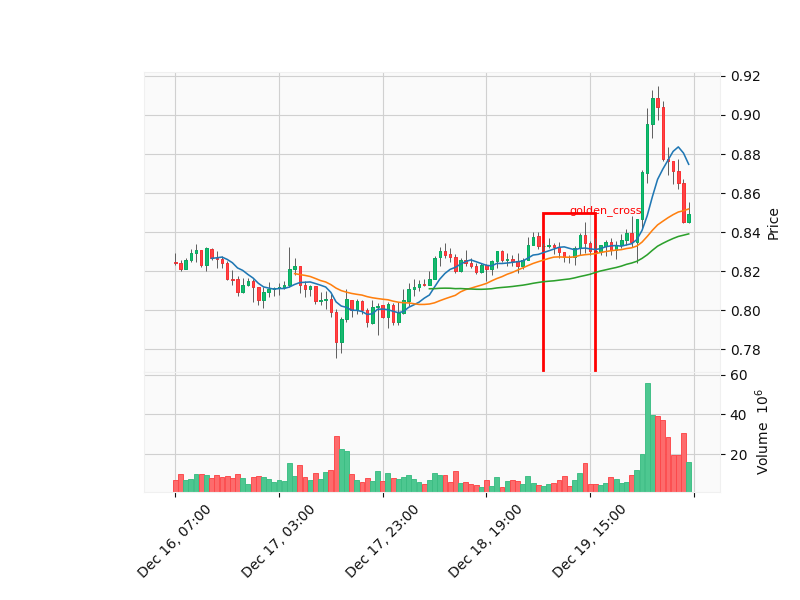 0.92
0.90
0.88
0.86
golden_cross
0.84
0.82
0.80
0.78
Price
60
40
20
Volume 10^6
Dec 16, 07:00
Dec 17, 03:00
Dec 17, 23:00
Dec 18, 19:00
Dec 19, 15:00